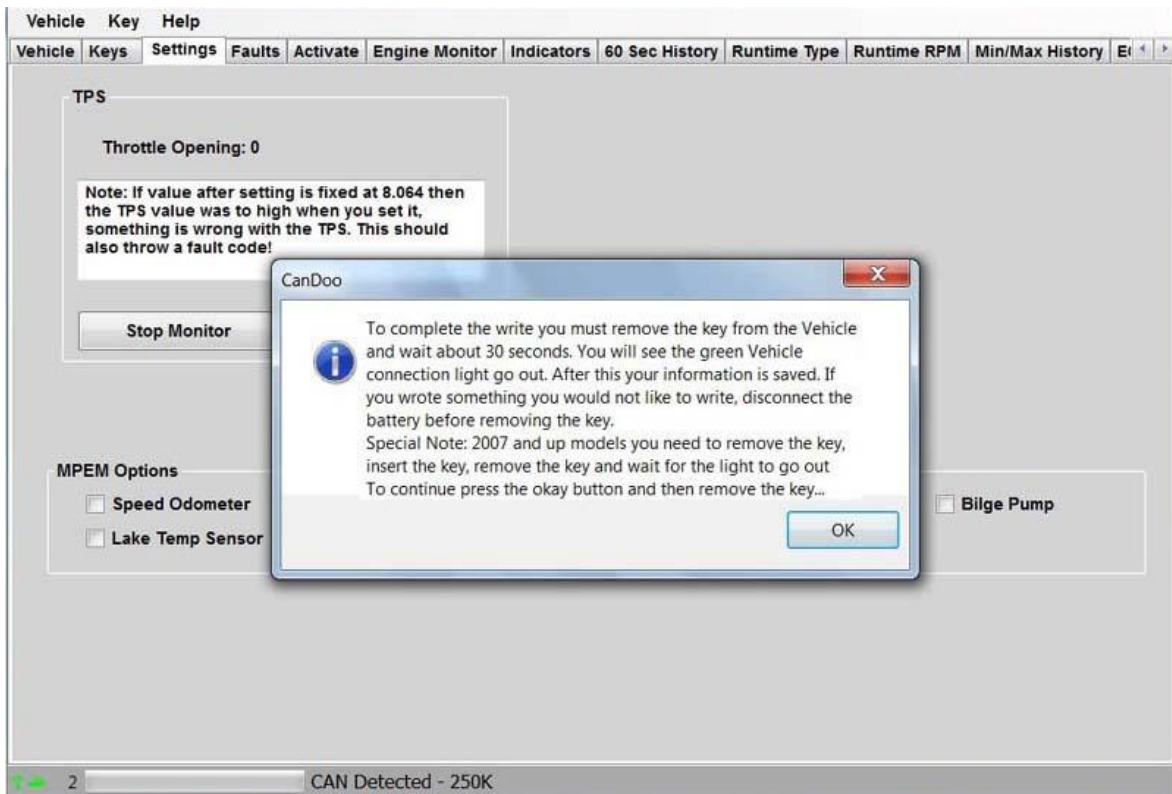 Vehicle Key Help
Vehicle Keys Settings Faults Activate Engine Monitor Indicators 60 Sec History Runtime Type Runtime RPM Min/Max History
TPS
Throttle Opening: 0
Note: If value after setting is fixed at 8.064 then
the TPS value was to high when you set it,
something is wrong with the TPS. This should
also throw a fault code!
Stop Monitor
CanDoo
To complete the write you must remove the key from the Vehicle
and wait about 30 seconds. You will see the green Vehicle
connection light go out. After this your information is saved. If
you wrote something you would not like to write, disconnect the
battery before removing the key.
Special Note: 2007 and up models you need to remove the key,
insert the key, remove the key and wait for the light to go out
To continue press the okay button and then remove the key...
OK
MPEM Options
Speed Odometer
Bilge Pump
Lake Temp Sensor
2 CAN Detected - 250K